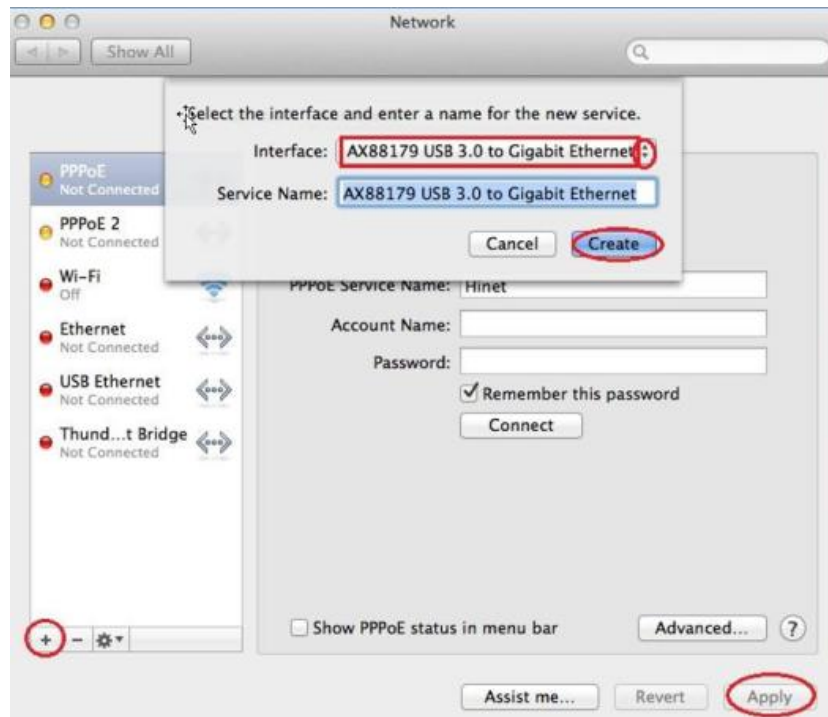 Network
Show All
Select the interface and enter a name for the new service.
Interface: AX88179 USB 3.0 to Gigabit Ethernet
Service Name: AX88179 USB 3.0 to Gigabit Ethernet
Cancel Create
PPPoE
Not Connected
PPPoE 2
Not Connected
Wi-Fi
Off
Ethernet
Not Connected
USB Ethernet
Not Connected
Thund...t Bridge
Not Connected
+ -
PPPoE Service Name: Hinet
Account Name:
Password:
Remember this password
Connect
Show PPPoE status in menu bar
Advanced... ?
Assist me... Revert Apply